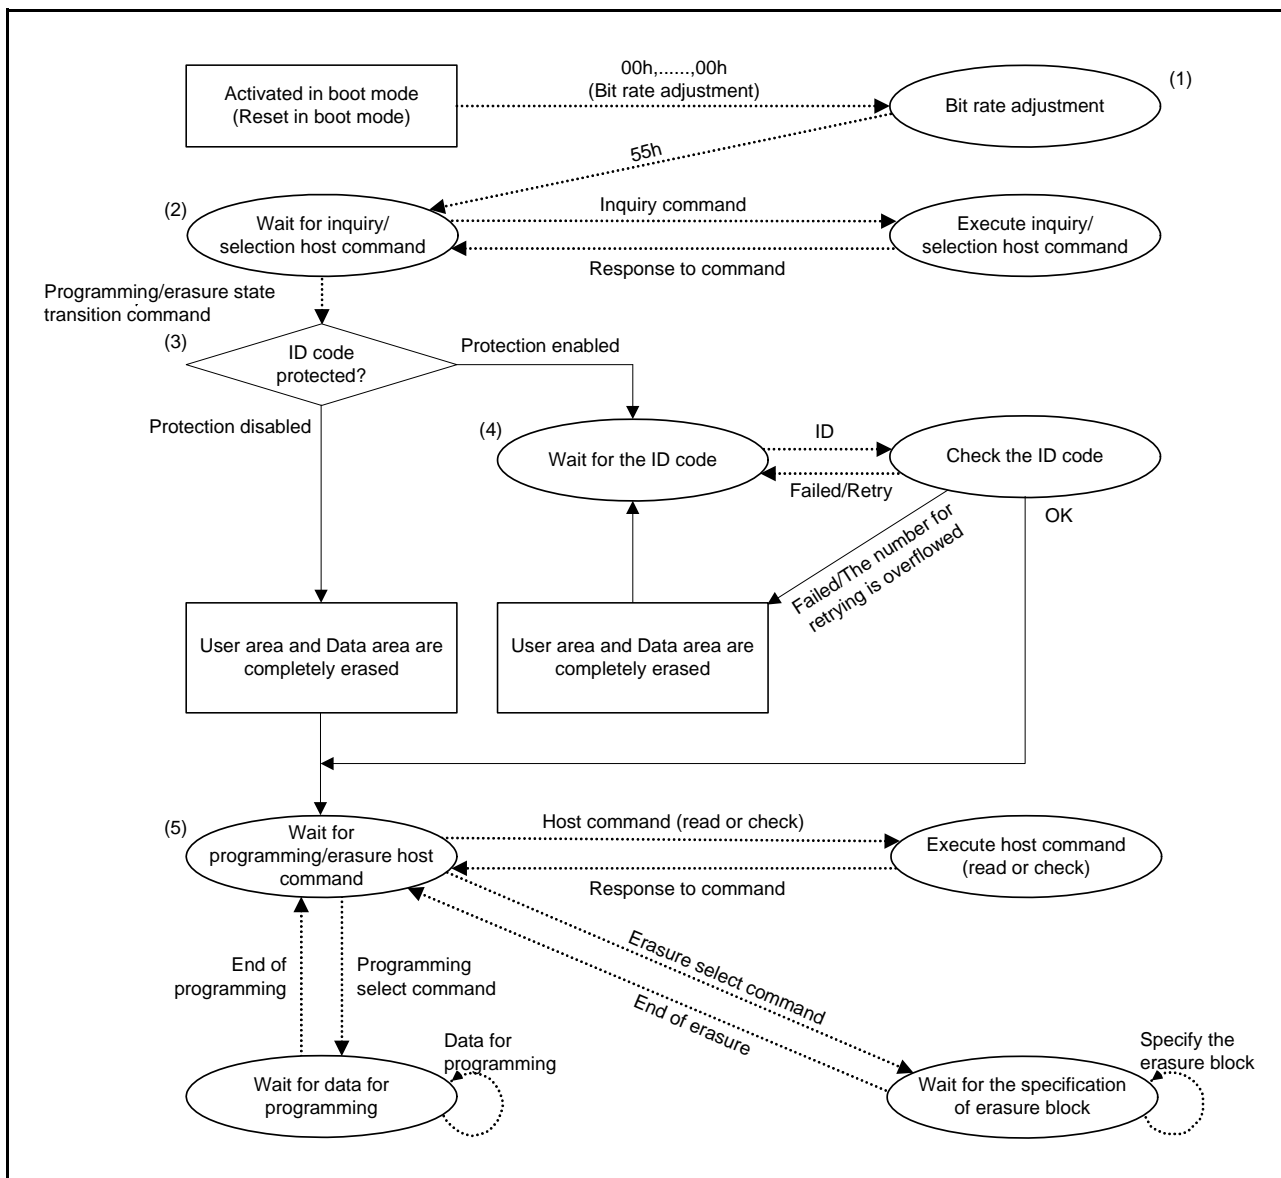 00h,......,00h
(Bit rate adjustment)
(1)
Activated in boot mode
(Reset in boot mode)
Bit rate adjustment
55h
(2)
Wait for inquiry/
selection host command
Inquiry command
Response to command
Execute inquiry/
selection host command
Programming/erasure state
transition command
(3)
ID code
protected?
Protection enabled
Protection disabled
(4)
Wait for the ID code
ID
Failed/Retry
Check the ID code
OK
Failed/The number for
retrying is overflowed
User area and Data area are
completely erased
User area and Data area are
completely erased
(5)
Wait for
programming/erasure host
command
Host command (read or check)
Response to command
Execute host command
(read or check)
Erasure select command
End of erasure
End of
programming
Programming
select command
Data for
programming
Wait for data for
programming
Specify the
erasure block
Wait for the specification
of erasure block